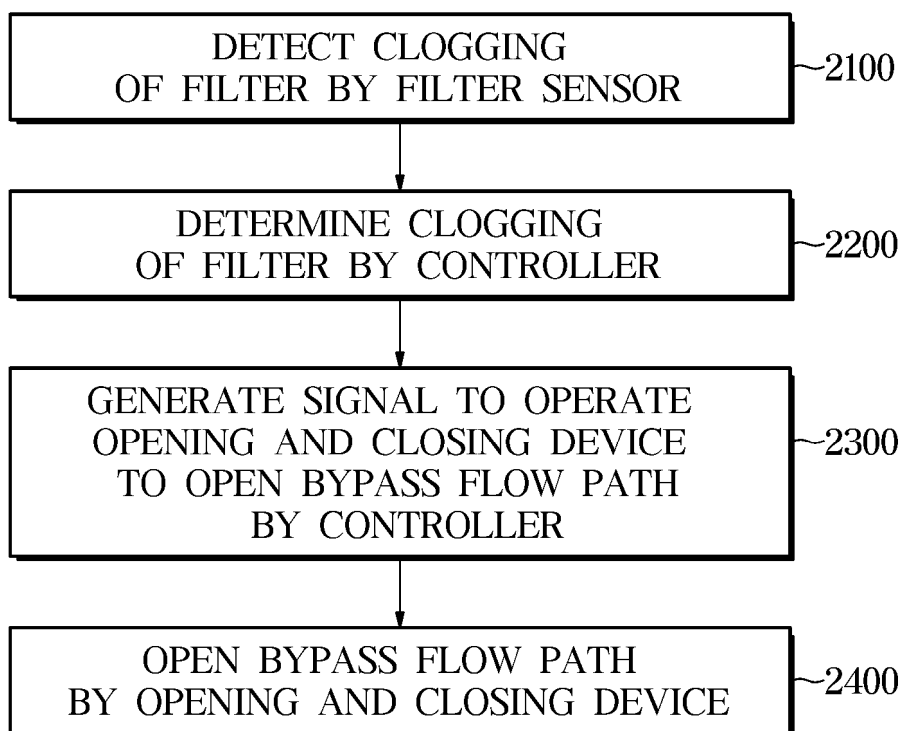 DETECT CLOGGING
OF FILTER BY FILTER SENSOR
2100
DETERMINE CLOGGING
OF FILTER BY CONTROLLER
2200
GENERATE SIGNAL TO OPERATE
OPENING AND CLOSING DEVICE
TO OPEN BYPASS FLOW PATH
BY CONTROLLER
2300
OPEN BYPASS FLOW PATH
BY OPENING AND CLOSING DEVICE
2400